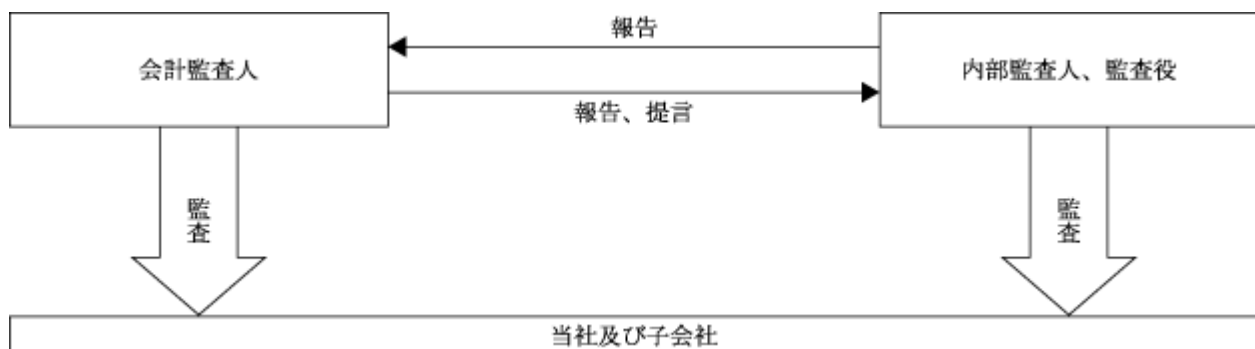 報告
会計監査人
内部監査人、監査役
報告、提言
監査
監査
当社及び子会社